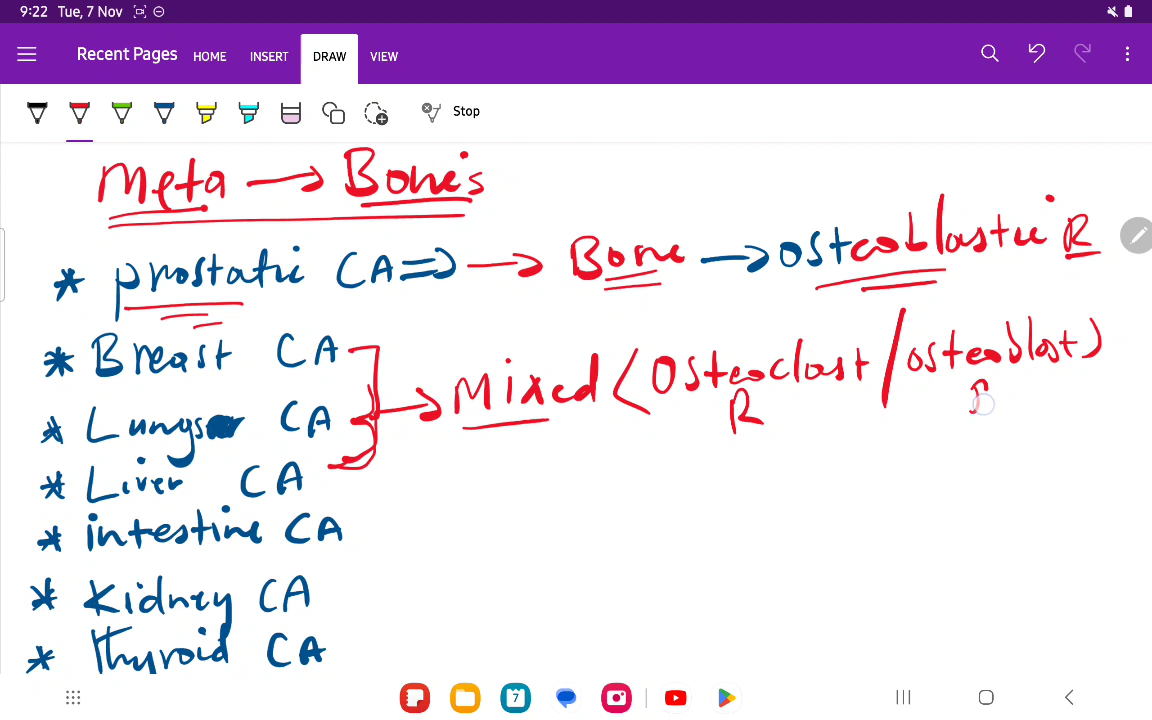 9:22 Tue, 7 Nov
Recent Pages HOME INSERT DRAW VIEW
Stop
Meta → Bones
* prostatic CA ⇒ → Bone → osteoblastic R
* Breast CA
→ Mixed (Osteoclast / osteoblast)
R
* Lungs CA
* Liver CA
* intestine CA
* Kidney CA
* Thyroid CA
7